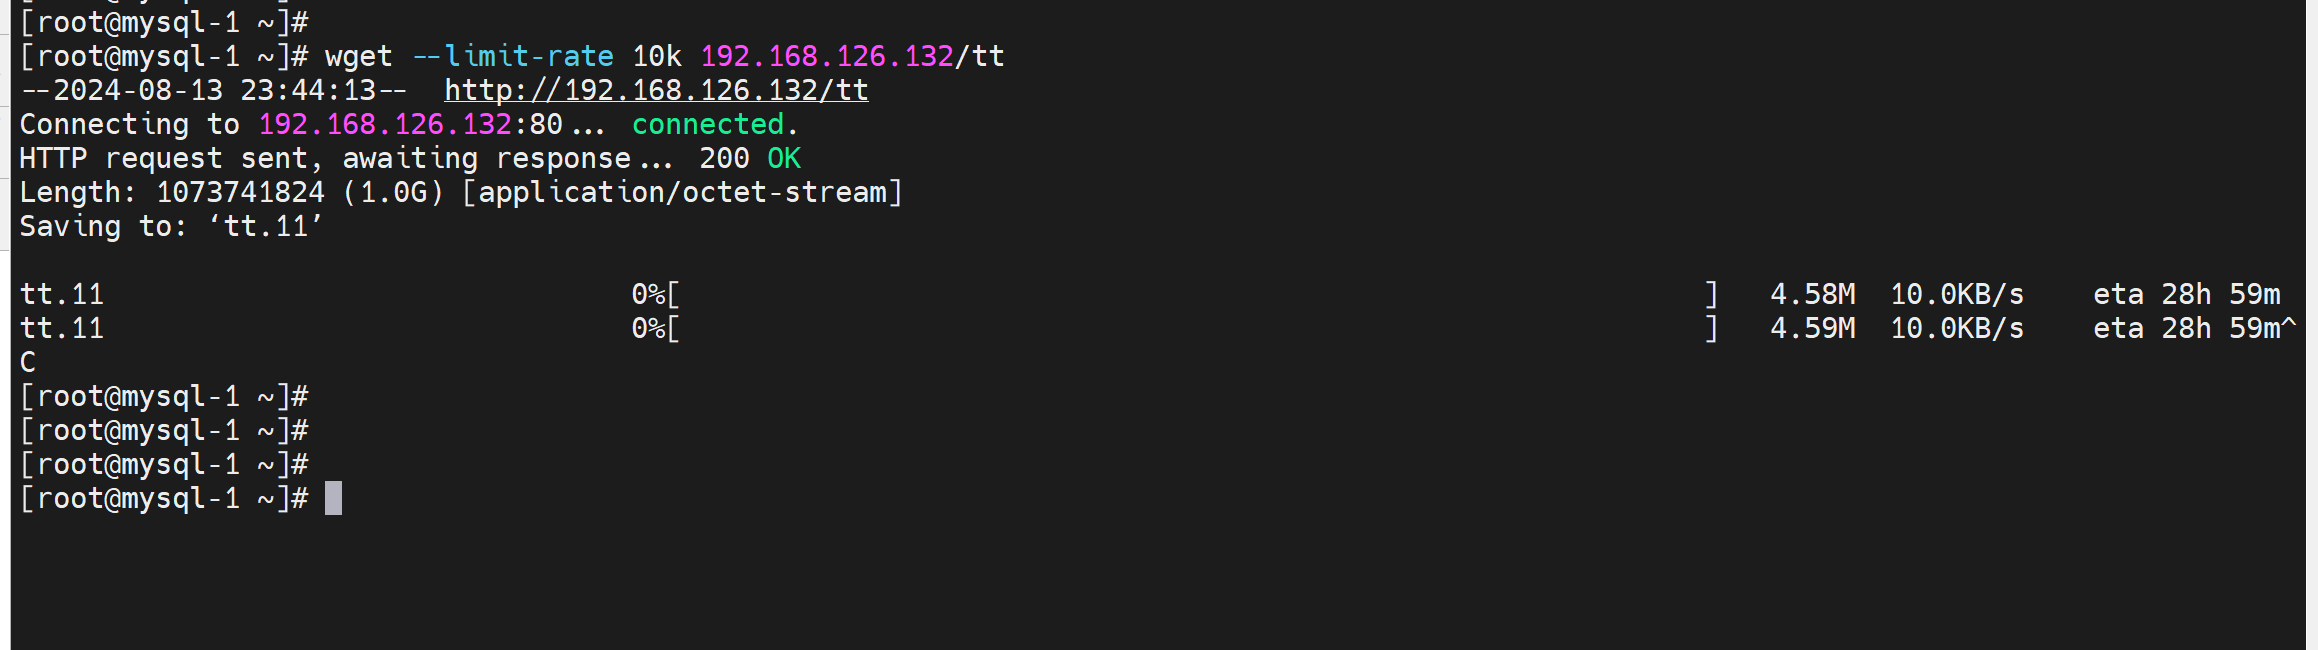 [root@mysql-1 ~]#
[root@mysql-1 ~]# wget --limit-rate 10k 192.168.126.132/tt
--2024-08-13 23:44:13--  http://192.168.126.132/tt
Connecting to 192.168.126.132:80... connected.
HTTP request sent, awaiting response... 200 OK
Length: 1073741824 (1.0G) [application/octet-stream]
Saving to: ‘tt.11’
tt.11 0%[ ] 4.58M 10.0KB/s eta 28h 59m
tt.11 0%[ ] 4.59M 10.0KB/s eta 28h 59m^
C
[root@mysql-1 ~]#
[root@mysql-1 ~]#
[root@mysql-1 ~]#
[root@mysql-1 ~]#